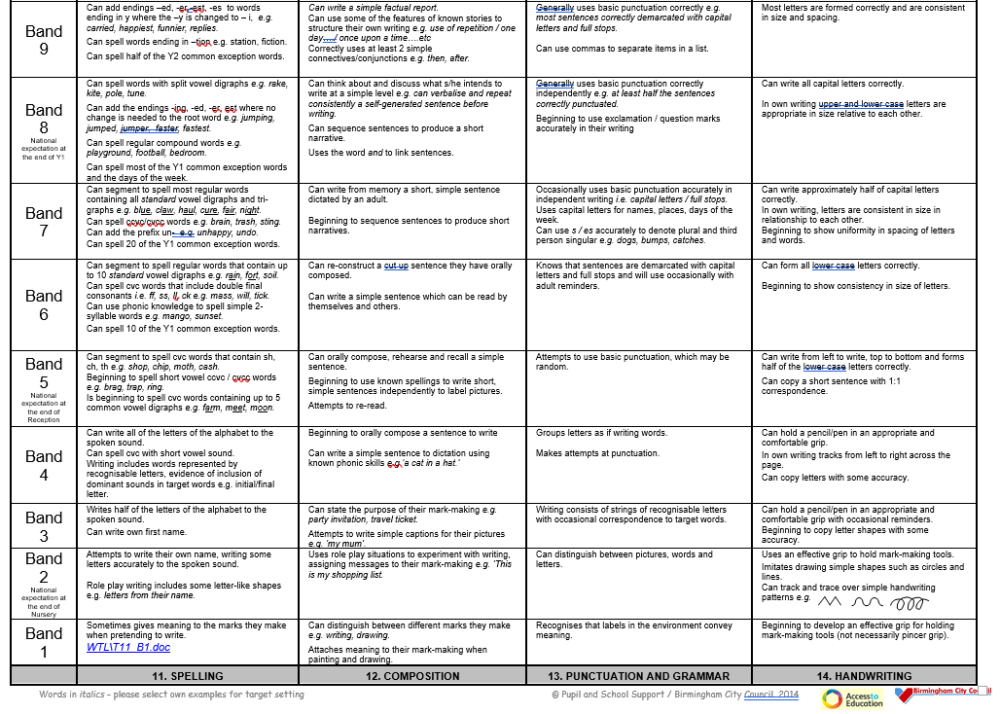 Band
9
Can add endings –ed, -er,-est, -es  to words
ending in y where the –y is changed to – i,  e.g.
carried, happiest, funnier, replies.
Can spell words ending in –tion e.g. station, fiction.
Can spell half of the Y2 common exception words.
Can write a simple factual report.
Can use some of the features of known stories to
structure their own writing e.g. use of repetition / one
day…./ once upon a time….etc
Correctly uses at least 2 simple
connectives/conjunctions e.g. then, after.
Generally uses basic punctuation correctly e.g.
most sentences correctly demarcated with capital
letters and full stops.
Can use commas to separate items in a list.
Most letters are formed correctly and are consistent
in size and spacing.
Band
8
National
expectation at
the end of Y1
Can spell words with split vowel digraphs e.g. rake,
kite, pole, tune.
Can add the endings -ing, -ed, -er, est where no
change is needed to the root word e.g. jumping,
jumped, jumper, faster, fastest.
Can spell regular compound words e.g.
playground, football, bedroom.
Can spell most of the Y1 common exception words
and the days of the week.
Can think about and discuss what s/he intends to
write at a simple level e.g. can verbalise and repeat
consistently a self-generated sentence before
writing.
Can sequence sentences to produce a short
narrative.
Uses the word and to link sentences.
Generally uses basic punctuation correctly
independently e.g. at least half the sentences
correctly punctuated.
Beginning to use exclamation / question marks
accurately in their writing
Can write all capital letters correctly.
In own writing upper and lower case letters are
appropriate in size relative to each other.
Band
7
Can segment to spell most regular words
containing all standard vowel digraphs and tri-
graphs e.g. blue, claw, haul, cure, fair, night.
Can spell ccvc/cvcc words e.g. brain, trash, sting.
Can add the prefix un-  e.g. unhappy, undo.
Can spell 20 of the Y1 common exception words.
Can write from memory a short, simple sentence
dictated by an adult.
Beginning to sequence sentences to produce short
narratives.
Occasionally uses basic punctuation accurately in
independent writing i.e. capital letters / full stops.
Uses capital letters for names, places, days of the
week.
Can use s / es accurately to denote plural and third
person singular e.g. dogs, bumps, catches.
Can write approximately half of capital letters
correctly.
In own writing, letters are consistent in size in
relationship to each other.
Beginning to show uniformity in spacing of letters
and words.
Band
6
Can segment to spell regular words that contain up
to 10 standard vowel digraphs e.g. rain, fort, soil.
Can spell cvc words that include double final
consonants i.e. ff, ss, ll, ck e.g. mass, will, tick.
Can use phonic knowledge to spell simple 2-
syllable words e.g. mango, sunset.
Can spell 10 of the Y1 common exception words.
Can re-construct a cut-up sentence they have orally
composed.
Can write a simple sentence which can be read by
themselves and others.
Knows that sentences are demarcated with capital
letters and full stops and will use occasionally with
adult reminders.
Can form all lower case letters correctly.
Beginning to show consistency in size of letters.
Band
5
National
expectation at
the end of
Reception
Can segment to spell cvc words that contain sh,
ch, th e.g. shop, chip, moth, cash.
Beginning to spell short vowel ccvc / cvcc words
e.g. brag, trap, ring.
Is beginning to spell cvc words containing up to 5
common vowel digraphs e.g. farm, meet, moon.
Can orally compose, rehearse and recall a simple
sentence.
Beginning to use known spellings to write short,
simple sentences independently to label pictures.
Attempts to re-read.
Attempts to use basic punctuation, which may be
random.
Can write from left to write, top to bottom and forms
half of the lower case letters correctly.
Can copy a short sentence with 1:1
correspondence.
Band
4
Can write all of the letters of the alphabet to the
spoken sound.
Can spell cvc with short vowel sound.
Writing includes words represented by
recognisable letters, evidence of inclusion of
dominant sounds in target words e.g. initial/final
letter.
Beginning to orally compose a sentence to write
Can write a simple sentence to dictation using
known phonic skills e.g.'a cat in a hat.'
Groups letters as if writing words.
Makes attempts at punctuation.
Can hold a pencil/pen in an appropriate and
comfortable grip.
In own writing tracks from left to right across the
page.
Can copy letters with some accuracy.
Band
3
Writes half of the letters of the alphabet to the
spoken sound.
Can write own first name.
Can state the purpose of their mark-making e.g.
party invitation, travel ticket.
Attempts to write simple captions for their pictures
e.g. 'my mum'.
Writing consists of strings of recognisable letters
with occasional correspondence to target words.
Can hold a pencil/pen in an appropriate and
comfortable grip with occasional reminders.
Beginning to copy letter shapes with some
accuracy.
Band
2
National
expectation at
the end of
Nursery
Attempts to write their own name, writing some
letters accurately to the spoken sound.
Role play writing includes some letter-like shapes
e.g. letters from their name.
Uses role play situations to experiment with writing,
assigning messages to their mark-making e.g. 'This
is my shopping list.
Can distinguish between pictures, words and
letters.
Uses an effective grip to hold mark-making tools.
Imitates drawing simple shapes such as circles and
lines.
Can track and trace over simple handwriting
patterns e.g.
Band
1
Sometimes gives meaning to the marks they make
when pretending to write.
WTL\T11_B1.doc
Can distinguish between different marks they make
e.g. writing, drawing.
Attaches meaning to their mark-making when
painting and drawing.
Recognises that labels in the environment convey
meaning.
Beginning to develop an effective grip for holding
mark-making tools (not necessarily pincer grip).
11. SPELLING
12. COMPOSITION
13. PUNCTUATION AND GRAMMAR
14. HANDWRITING
Words in italics – please select own examples for target setting
© Pupil and School Support / Birmingham City Council  2014
Access to
Education
Birmingham City Council